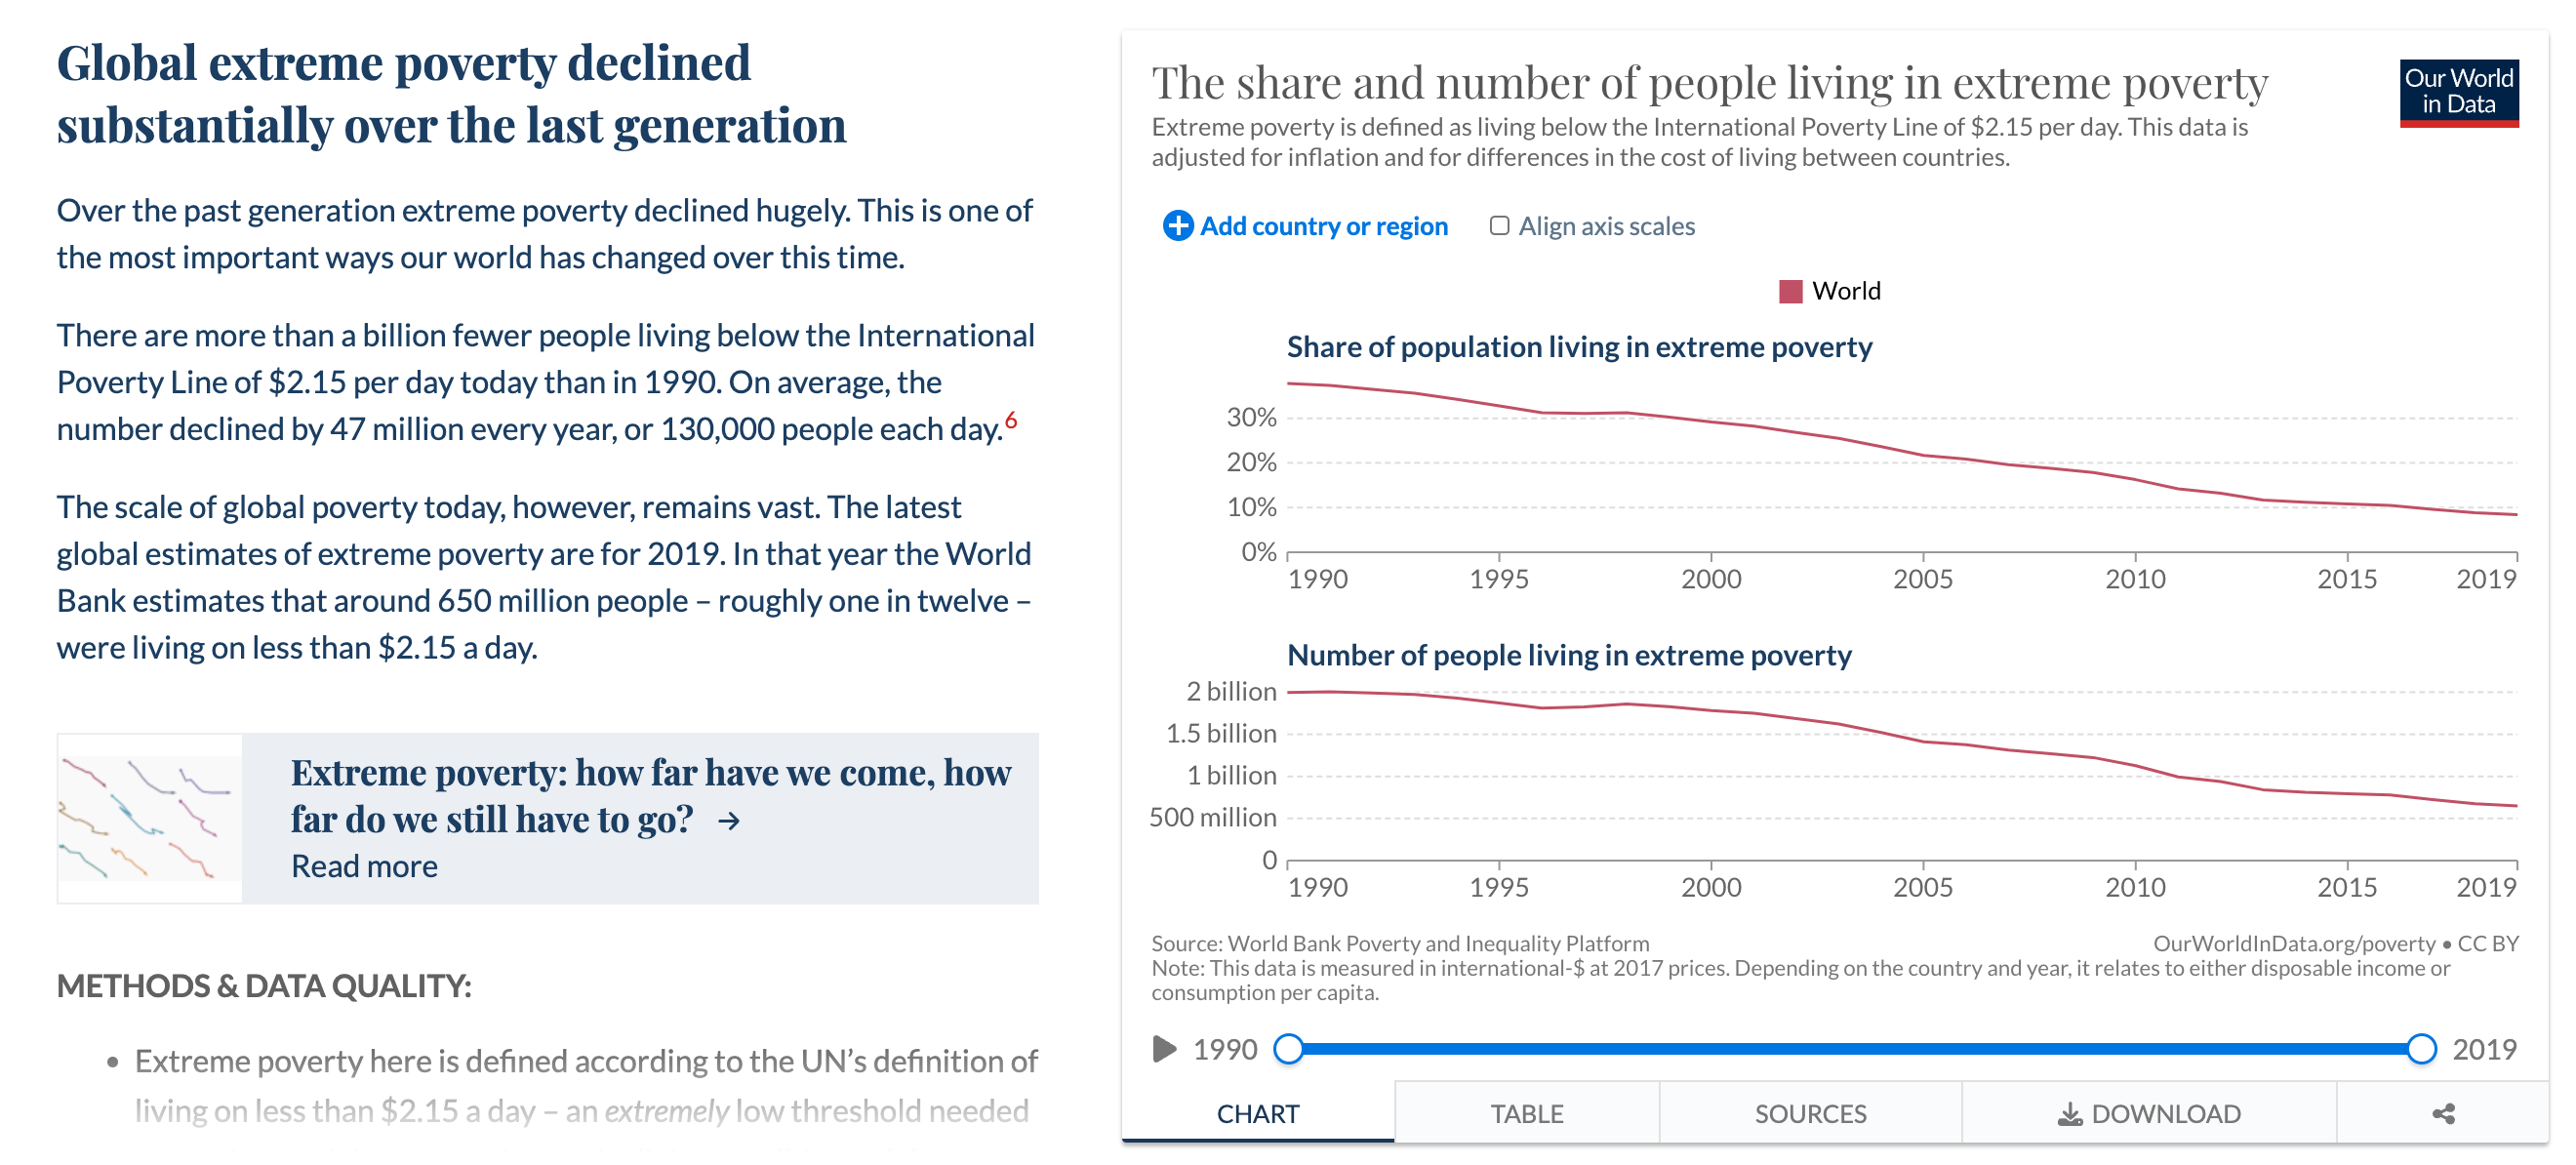 Global extreme poverty declined
substantially over the last generation
Over the past generation extreme poverty declined hugely. This is one of
the most important ways our world has changed over this time.
There are more than a billion fewer people living below the International
Poverty Line of $2.15 per day today than in 1990. On average, the
number declined by 47 million every year, or 130,000 people each day.6
The scale of global poverty today, however, remains vast. The latest
global estimates of extreme poverty are for 2019. In that year the World
Bank estimates that around 650 million people – roughly one in twelve –
were living on less than $2.15 a day.
Extreme poverty: how far have we come, how
far do we still have to go? →
Read more
METHODS & DATA QUALITY:
• Extreme poverty here is defined according to the UN’s definition of
living on less than $2.15 a day – an extremely low threshold needed
The share and number of people living in extreme poverty
Our World
in Data
Extreme poverty is defined as living below the International Poverty Line of $2.15 per day. This data is
adjusted for inflation and for differences in the cost of living between countries.
Add country or region
Align axis scales
World
Share of population living in extreme poverty
30%
20%
10%
0%
1990 1995 2000 2005 2010 2015 2019
Number of people living in extreme poverty
2 billion
1.5 billion
1 billion
500 million
0
1990 1995 2000 2005 2010 2015 2019
Source: World Bank Poverty and Inequality Platform
OurWorldInData.org/poverty • CC BY
Note: This data is measured in international-$ at 2017 prices. Depending on the country and year, it relates to either disposable income or
consumption per capita.
1990 2019
CHART TABLE SOURCES DOWNLOAD